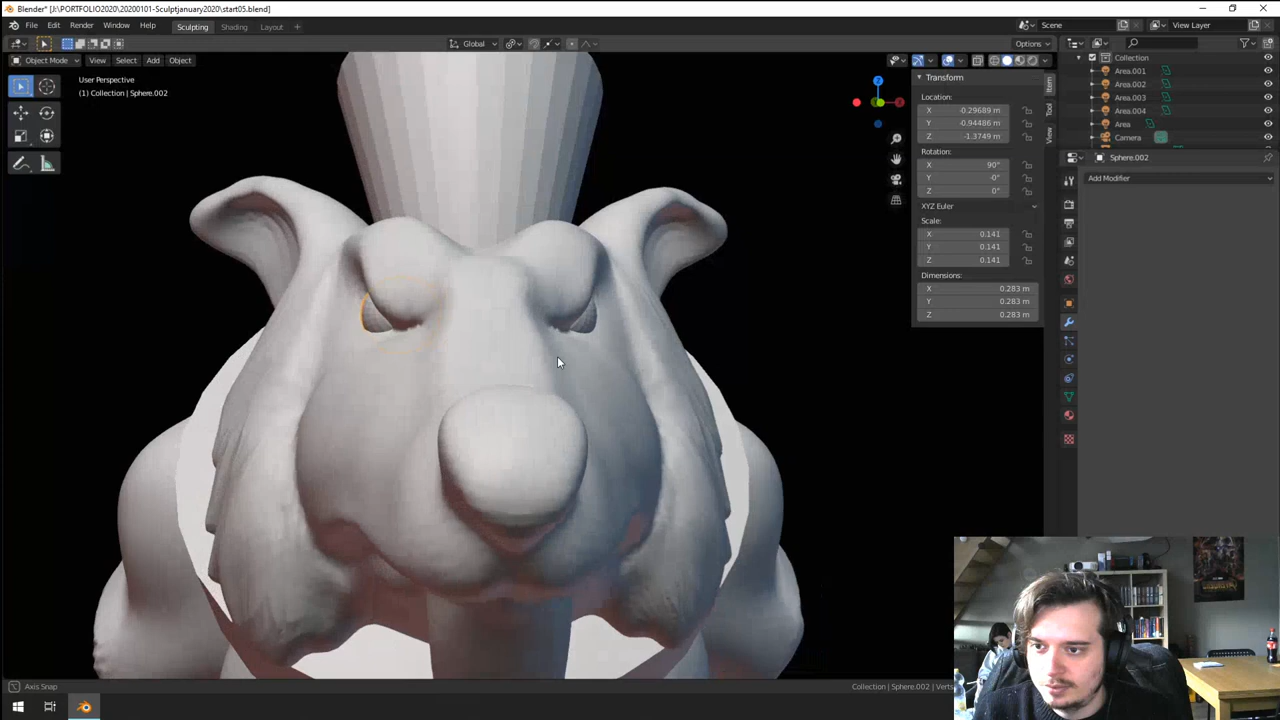 Blender* [J:\PORTFOLIO2020\20200101-Sculptjanuary2020\start05.blend]
File Edit Render Window Help Sculpting Shading Layout Scene View Layer
Global Options
Object Mode View Select Add Object
User Perspective
(1) Collection | Sphere.002
Transform
Location:
X -0.29689 m
Y -0.94486 m
Z -1.3749 m
Rotation:
X 90°
Y -0°
Z 0°
XYZ Euler
Scale:
X 0.141
Y 0.141
Z 0.141
Dimensions:
X 0.283 m
Y 0.283 m
Z 0.283 m
Item
Tool
View
Z
Collection
Area.001
Area.002
Area.003
Area.004
Area
Camera
Sphere.002
Add Modifier
Axis Snap
Collection | Sphere.002